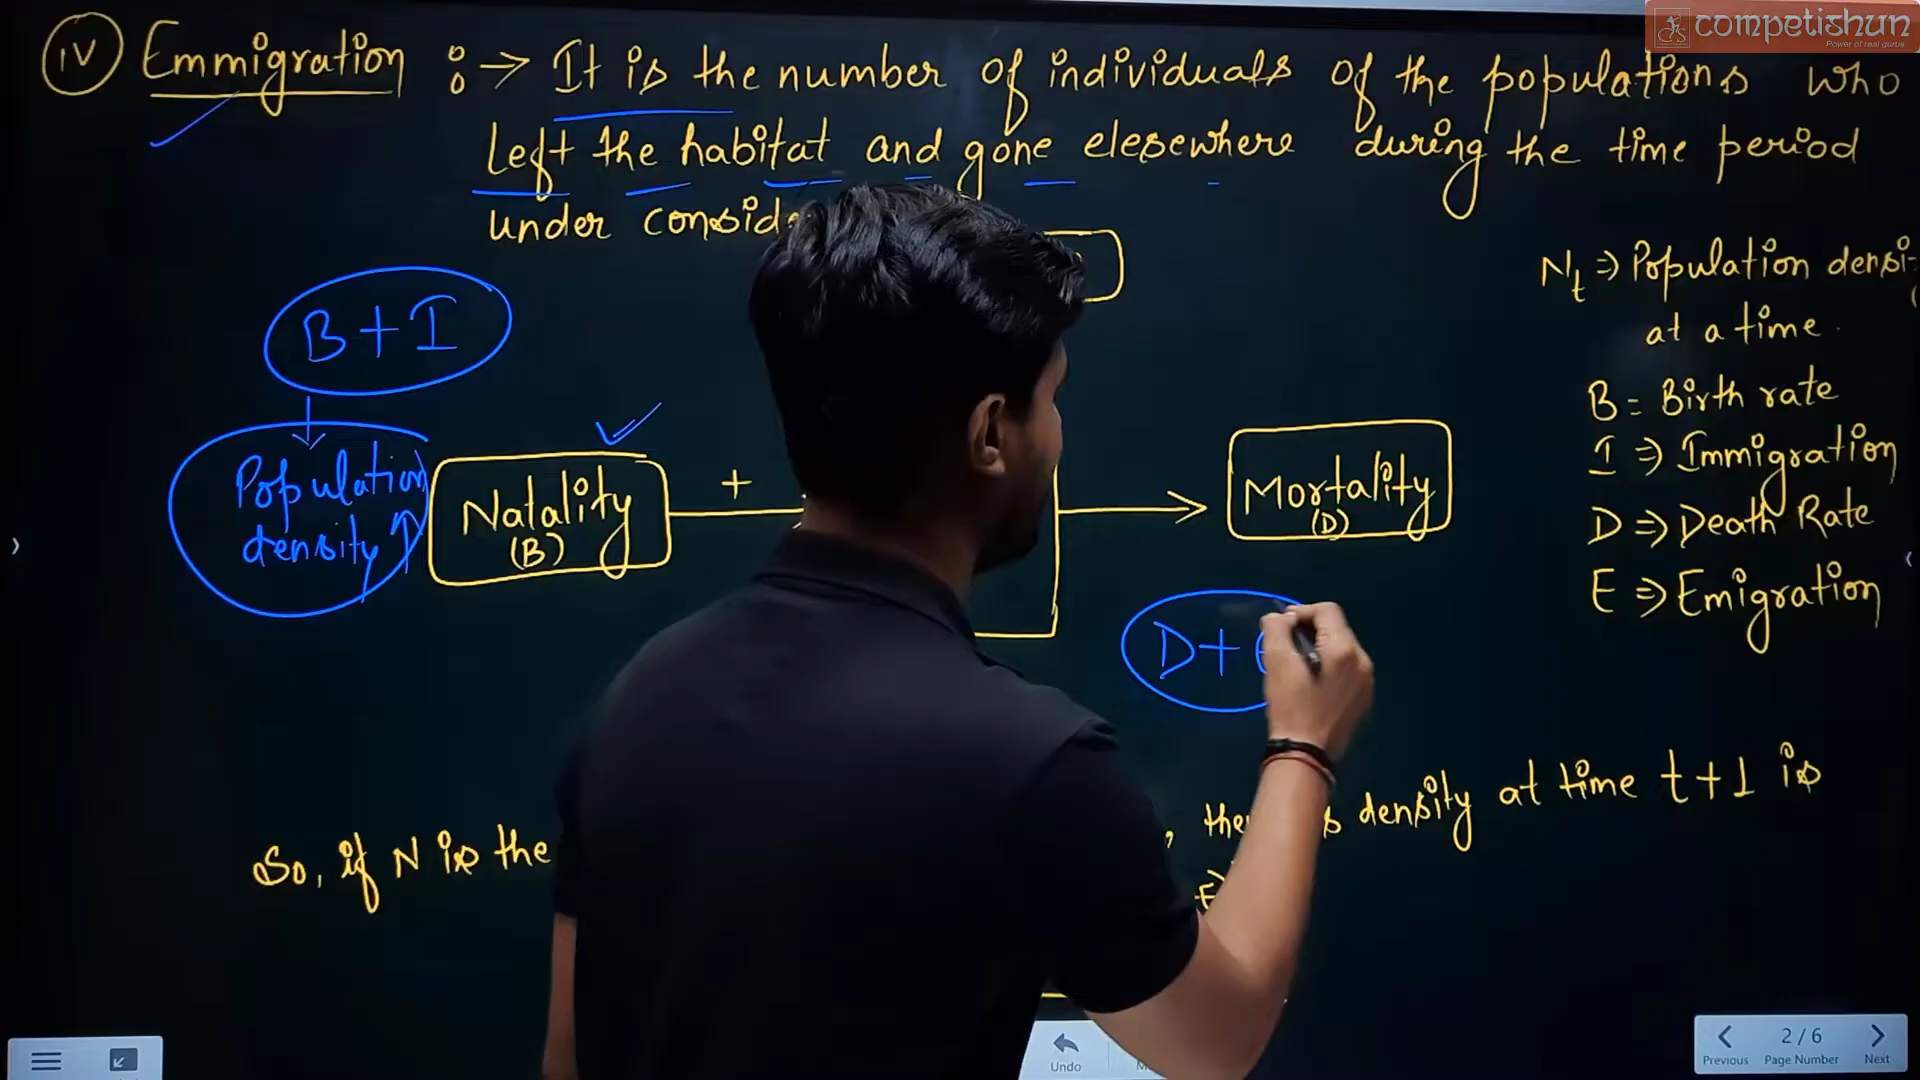 competishun
Power of real gurus
IV Emmigration :→ It is the number of individuals of the populations who
left the habitat and gone elesewhere during the time period
under
Nt ⇒ Population densi-
at a time.
B = Birth rate
I ⇒ Immigration
D ⇒ Death Rate
E ⇒ Emigration
B + I
Population
density ↑
Natality
(B)
+
Mortality
(D)
D +
So, if N is the
, density at time t+1 is
Undo
2 / 6
Previous Page Number Next